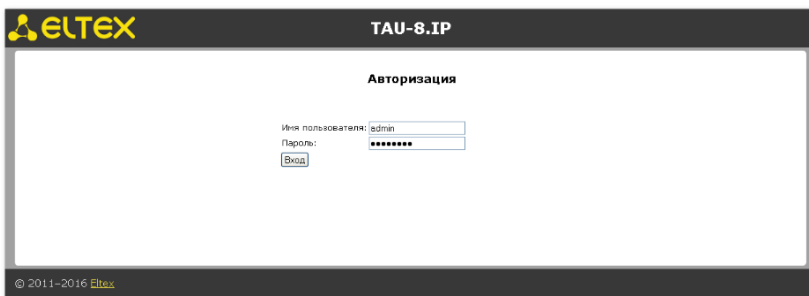 ELTEX
TAU-8.IP
Авторизация
Имя пользователя: admin
Пароль: ••••••••
Вход
© 2011–2016 Eltex